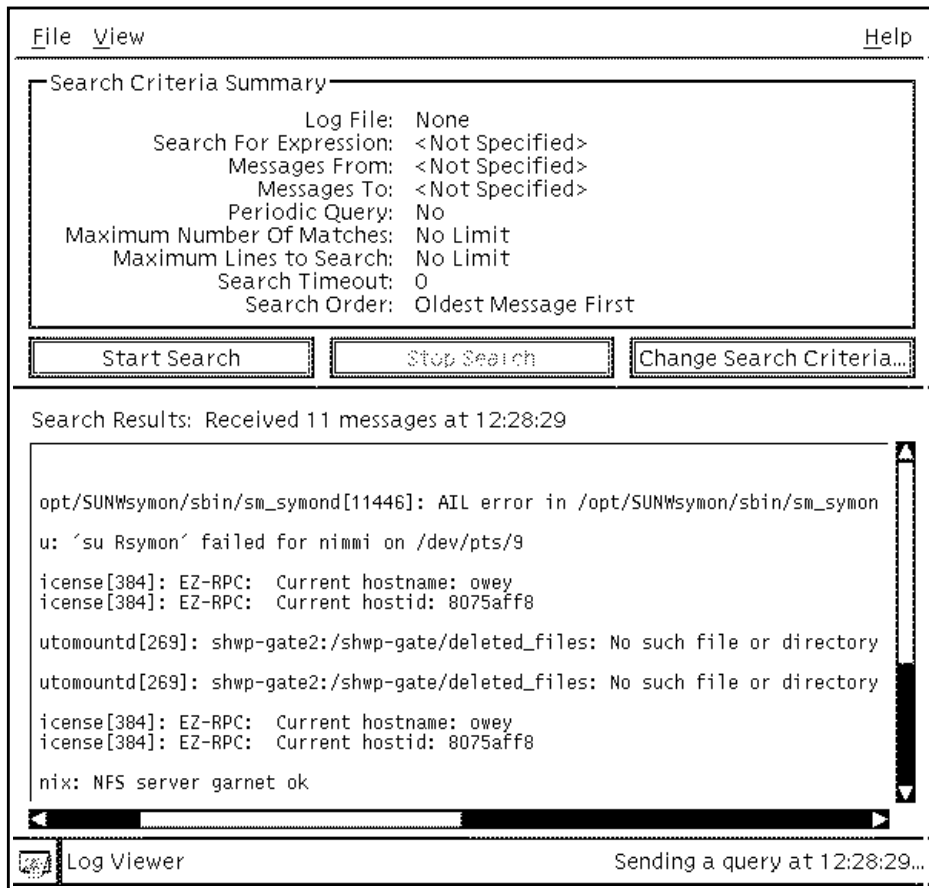 File View Help
Search Criteria Summary
Log File: None
Search For Expression: <Not Specified>
Messages From: <Not Specified>
Messages To: <Not Specified>
Periodic Query: No
Maximum Number Of Matches: No Limit
Maximum Lines to Search: No Limit
Search Timeout: 0
Search Order: Oldest Message First
Start Search Stop Search Change Search Criteria...
Search Results: Received 11 messages at 12:28:29
opt/SUNWsymon/sbin/sm_symond[11446]: AIL error in /opt/SUNWsymon/sbin/sm_symon
u: ´su Rsymon´ failed for nimmi on /dev/pts/9
icense[384]: EZ-RPC: Current hostname: owey
icense[384]: EZ-RPC: Current hostid: 8075aff8
utomountd[269]: shwp-gate2:/shwp-gate/deleted_files: No such file or directory
utomountd[269]: shwp-gate2:/shwp-gate/deleted_files: No such file or directory
icense[384]: EZ-RPC: Current hostname: owey
icense[384]: EZ-RPC: Current hostid: 8075aff8
nix: NFS server garnet ok
Log Viewer Sending a query at 12:28:29...